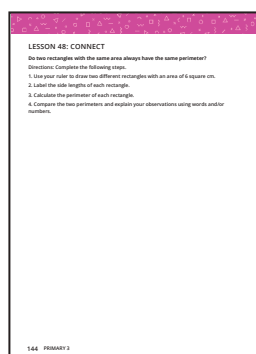 LESSON 48: CONNECT
Do two rectangles with the same area always have the same perimeter?
Directions: Complete the following steps.
1. Use your ruler to draw two different rectangles with an area of 6 square cm.
2. Label the side lengths of each rectangle.
3. Calculate the perimeter of each rectangle.
4. Compare the two perimeters and explain your observations using words and/or
numbers.
144 PRIMARY 3